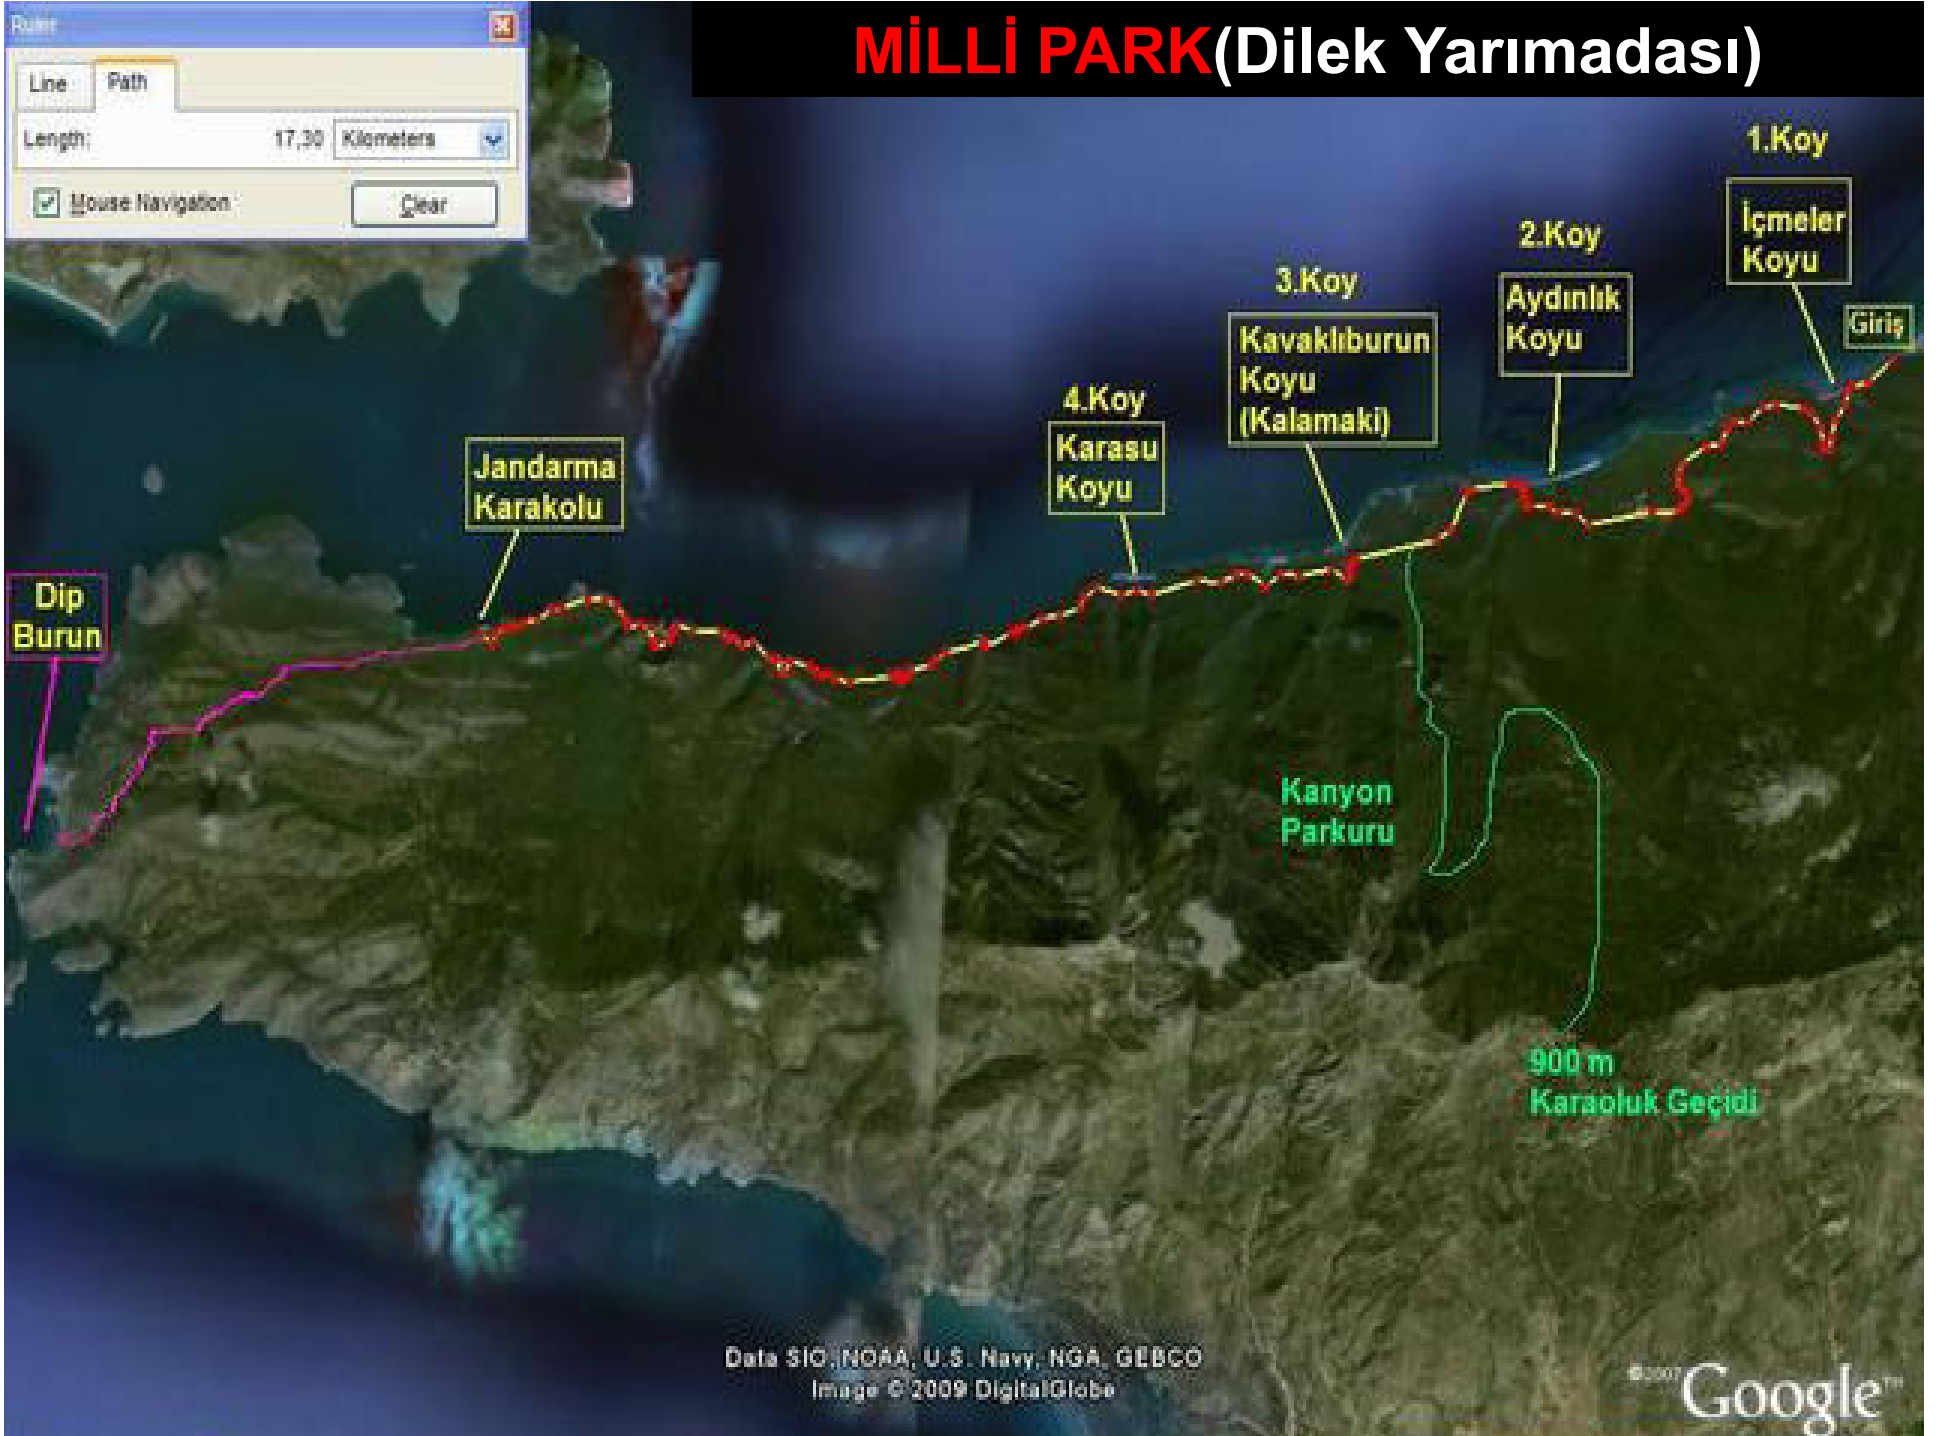 Ruler
Line
Path
Length:
17,30
Kilometers
Mouse Navigation
Clear
MİLLİ PARK(Dilek Yarımadası)
1.Koy
İçmeler
Koyu
Giriş
2.Koy
Aydınlık
Koyu
3.Koy
Kavaklıburun
Koyu
(Kalamaki)
4.Koy
Karasu
Koyu
Jandarma
Karakolu
Dip
Burun
Kanyon
Parkuru
900 m
Karaoluk Geçidi
Data SIO, NOAA, U.S. Navy, NGA, GEBCO
Image © 2009 DigitalGlobe
©2007 Google™